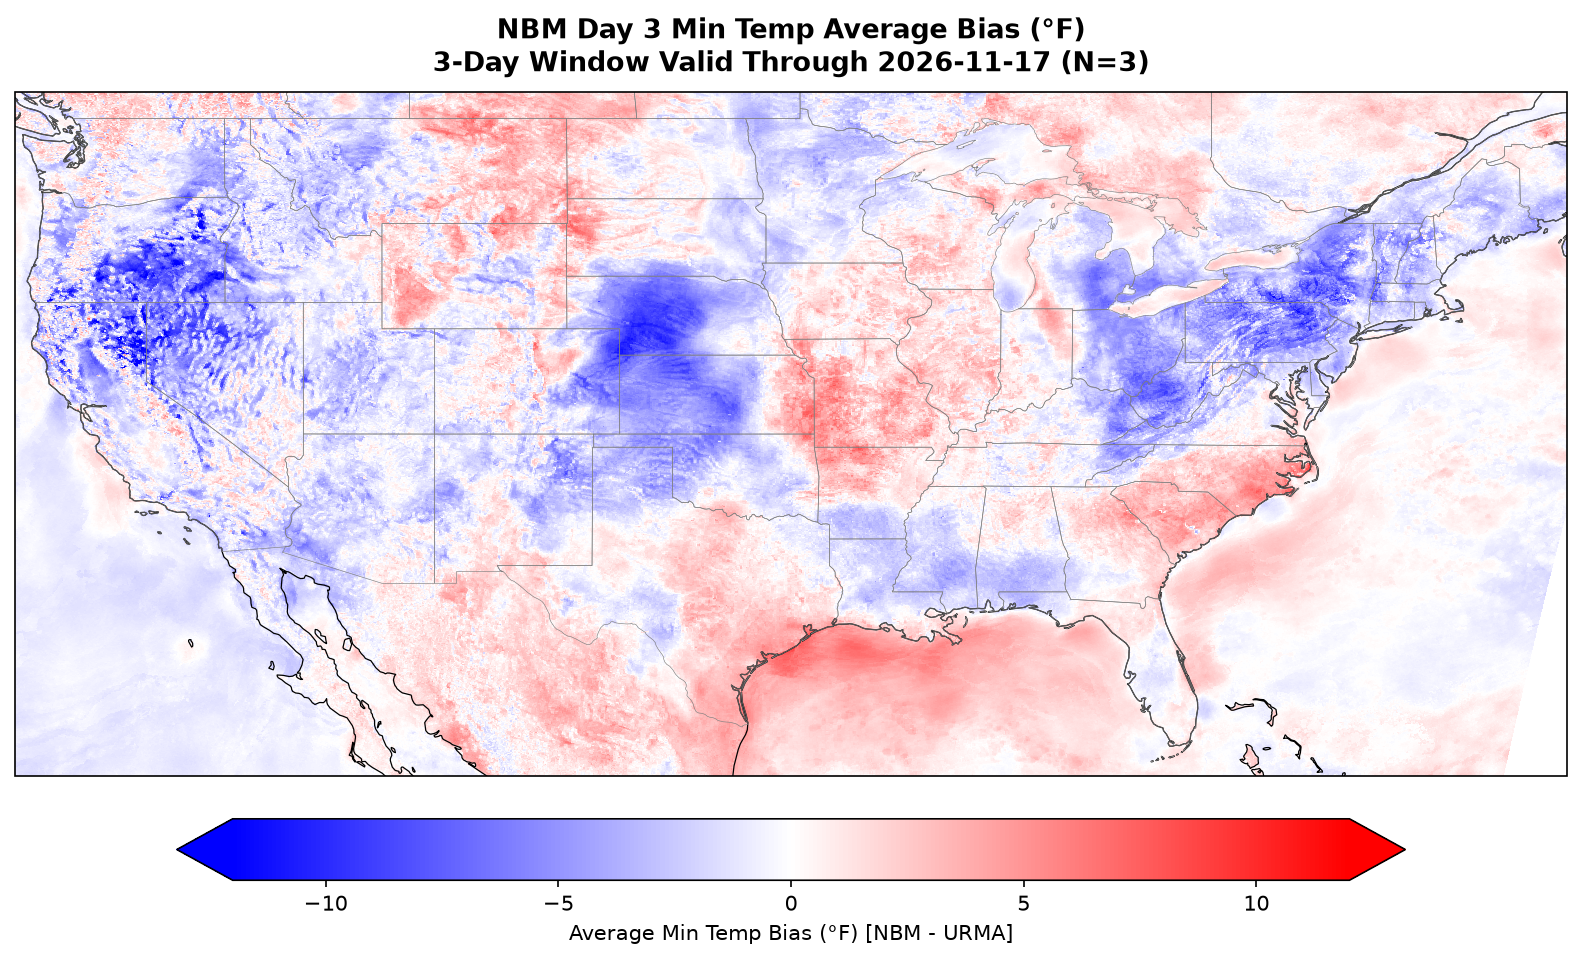 NBM Day 3 Min Temp Average Bias (°F)
3-Day Window Valid Through 2026-11-17 (N=3)
−10
−5
0
5
10
Average Min Temp Bias (°F) [NBM - URMA]